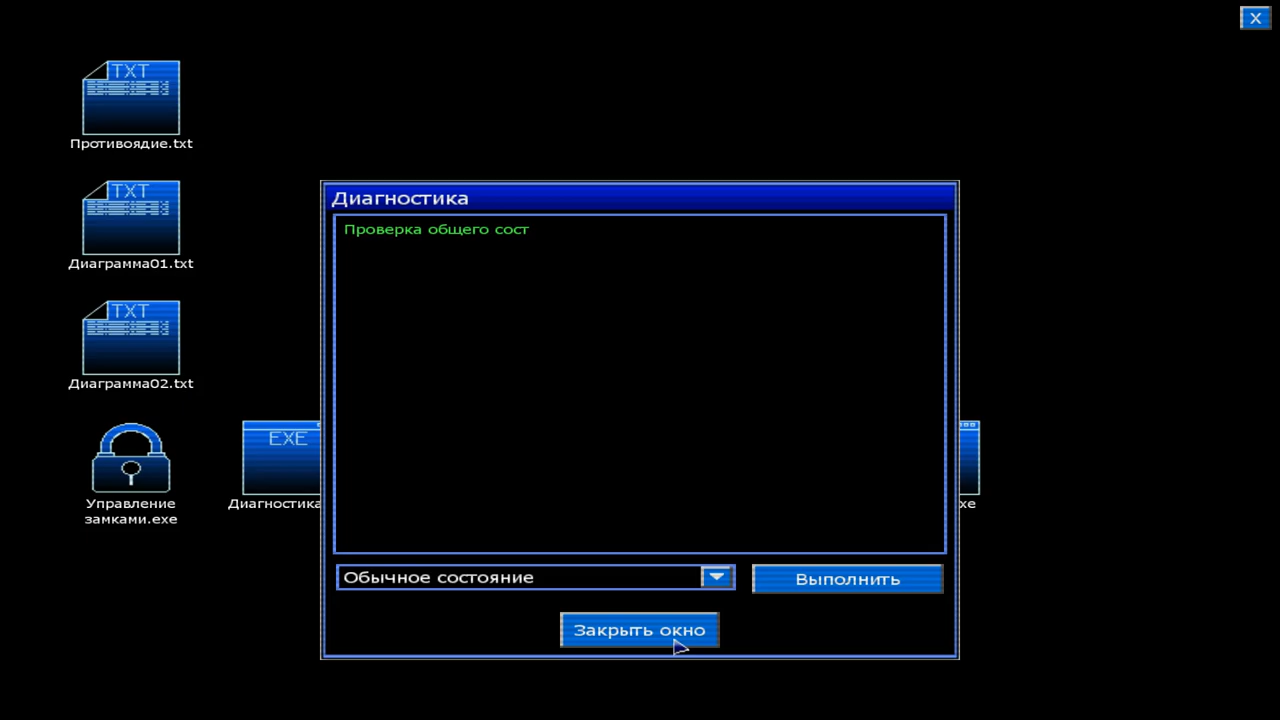 X
TXT
Противоядие.txt
TXT
Диаграмма01.txt
TXT
Диаграмма02.txt
Управление
замками.exe
EXE
Диагностика
xe
Диагностика
Проверка общего сост
Обычное состояние
Выполнить
Закрыть окно